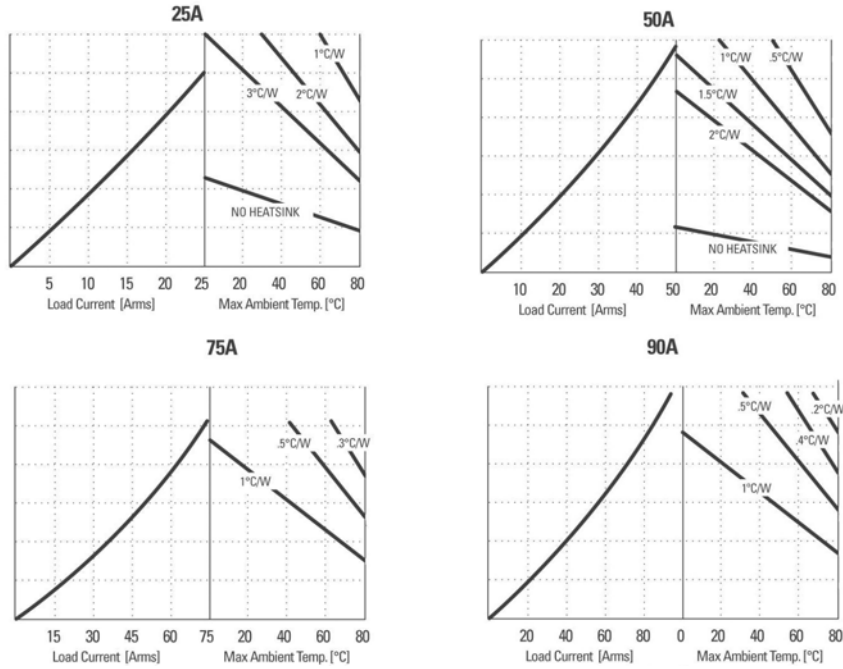 25A
1°C/W
2°C/W
3°C/W
NO HEATSINK
5 10 15 20 25 20 40 60 80
Load Current [Arms] Max Ambient Temp. [°C]
50A
1°C/W
.5°C/W
1.5°C/W
2°C/W
NO HEATSINK
10 20 30 40 50 20 40 60 80
Load Current [Arms] Max Ambient Temp. [°C]
75A
.5°C/W
.3°C/W
1°C/W
15 30 45 60 75 20 40 60 80
Load Current [Arms] Max Ambient Temp. [°C]
90A
.5°C/W
.2°C/W
.4°C/W
1°C/W
20 40 60 80 0 20 40 60 80
Load Current [Arms] Max Ambient Temp. [°C]